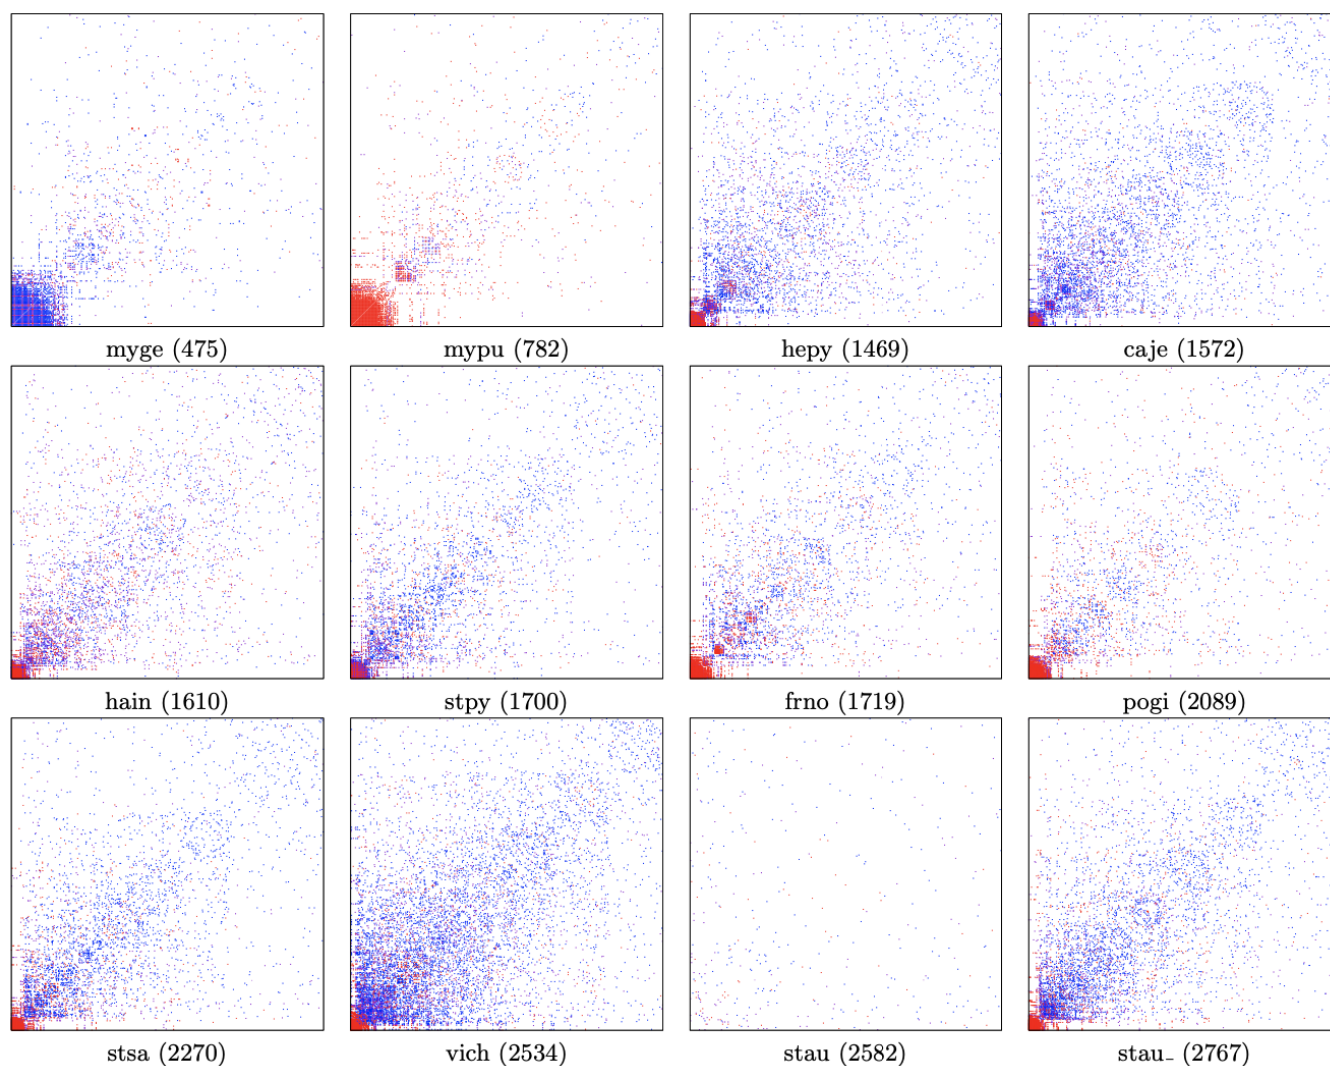 myge (475) mypu (782) hepy (1469) caje (1572)
hain (1610) stpy (1700) frno (1719) pogi (2089)
stsa (2270) vich (2534) stau (2582) stau_ (2767)